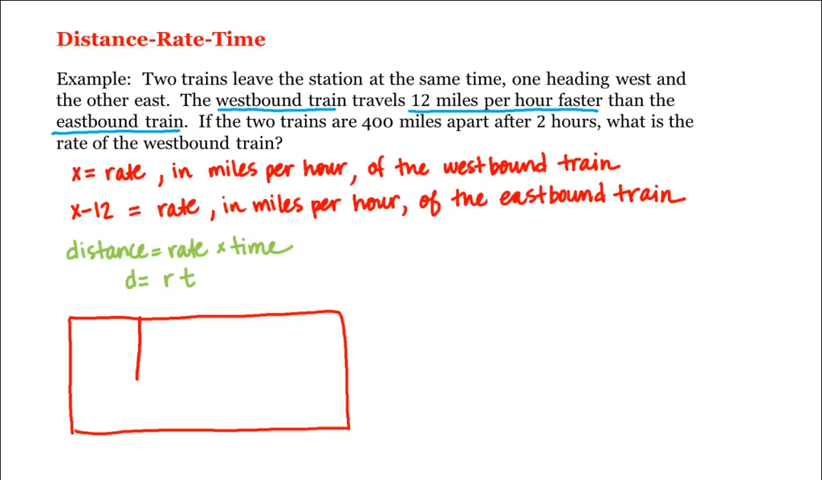 Distance-Rate-Time
Example: Two trains leave the station at the same time, one heading west and
the other east. The westbound train travels 12 miles per hour faster than the
eastbound train. If the two trains are 400 miles apart after 2 hours, what is the
rate of the westbound train?
x= rate, in miles per hour, of the westbound train
x-12 = rate, in miles per hour, of the eastbound train
distance= rate × time
d= r t